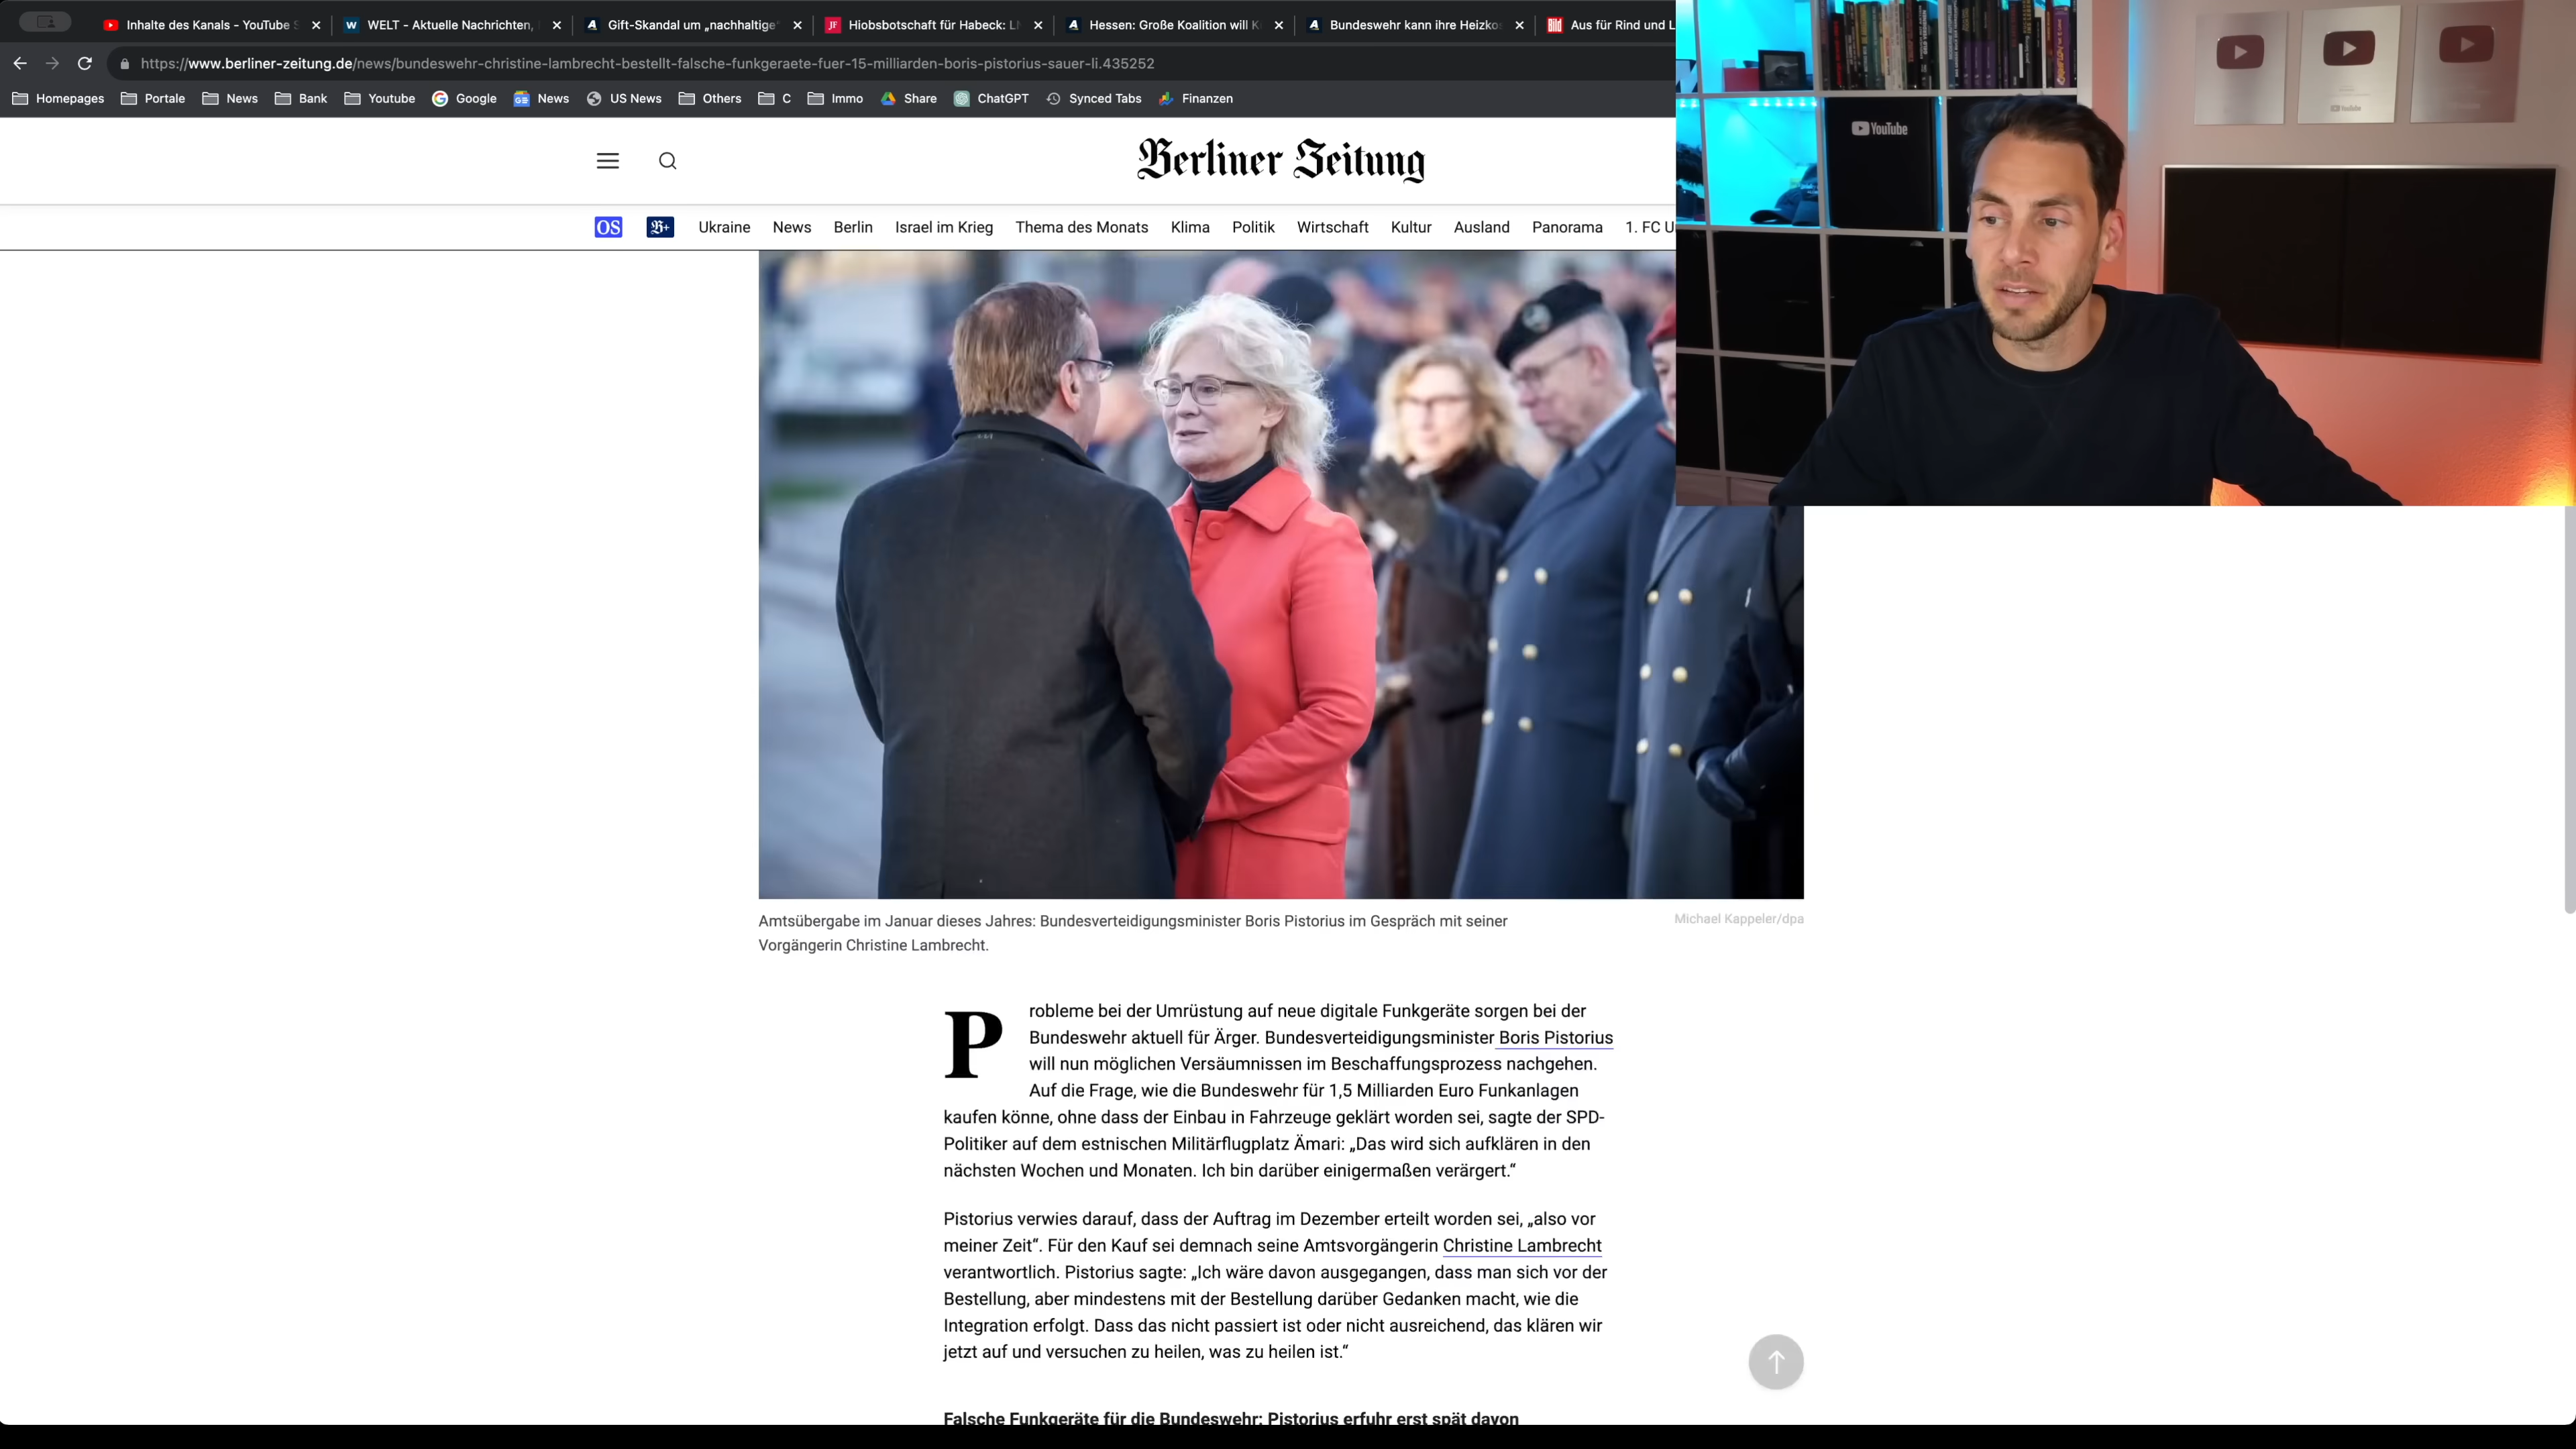 Inhalte des Kanals - YouTube S
WELT - Aktuelle Nachrichten,
Gift-Skandal um „nachhaltige“
Hiobsbotschaft für Habeck: LN
Hessen: Große Koalition will K
Bundeswehr kann ihre Heizkos
Bild
Aus für Rind und L
https://www.berliner-zeitung.de/news/bundeswehr-christine-lambrecht-bestellt-falsche-funkgeraete-fuer-15-milliarden-boris-pistorius-sauer-li.435252
Homepages Portale News Bank Youtube Google News US News Others C Immo Share ChatGPT Synced Tabs Finanzen
YouTube
YouTube
Berliner Zeitung
OS B+ Ukraine News Berlin Israel im Krieg Thema des Monats Klima Politik Wirtschaft Kultur Ausland Panorama 1. FC U
Amtsübergabe im Januar dieses Jahres: Bundesverteidigungsminister Boris Pistorius im Gespräch mit seiner
Vorgängerin Christine Lambrecht.
Michael Kappeler/dpa
Probleme bei der Umrüstung auf neue digitale Funkgeräte sorgen bei der
Bundeswehr aktuell für Ärger. Bundesverteidigungsminister Boris Pistorius
will nun möglichen Versäumnissen im Beschaffungsprozess nachgehen.
Auf die Frage, wie die Bundeswehr für 1,5 Milliarden Euro Funkanlagen
kaufen könne, ohne dass der Einbau in Fahrzeuge geklärt worden sei, sagte der SPD-
Politiker auf dem estnischen Militärflugplatz Ämari: „Das wird sich aufklären in den
nächsten Wochen und Monaten. Ich bin darüber einigermaßen verärgert.“
Pistorius verwies darauf, dass der Auftrag im Dezember erteilt worden sei, „also vor
meiner Zeit“. Für den Kauf sei demnach seine Amtsvorgängerin Christine Lambrecht
verantwortlich. Pistorius sagte: „Ich wäre davon ausgegangen, dass man sich vor der
Bestellung, aber mindestens mit der Bestellung darüber Gedanken macht, wie die
Integration erfolgt. Dass das nicht passiert ist oder nicht ausreichend, das klären wir
jetzt auf und versuchen zu heilen, was zu heilen ist.“
Falsche Funkgeräte für die Bundeswehr: Pistorius erfuhr erst spät davon